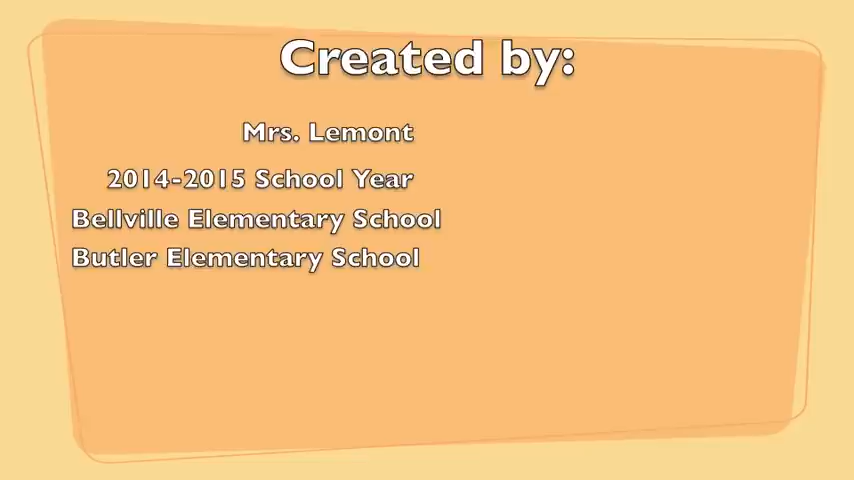 Created by:
Mrs. Lemont
2014-2015 School Year
Bellville Elementary School
Butler Elementary School